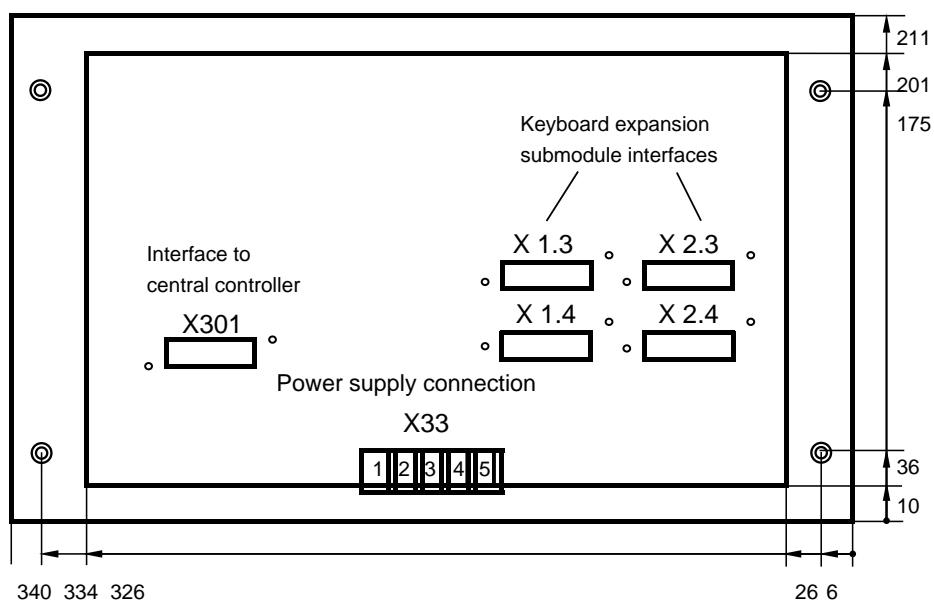 211
201
175
Keyboard expansion
submodule interfaces
X 1.3 X 2.3
Interface to
central controller
X 1.4 X 2.4
X301
Power supply connection
X33
1 2 3 4 5
36
10
340 334 326 26 6